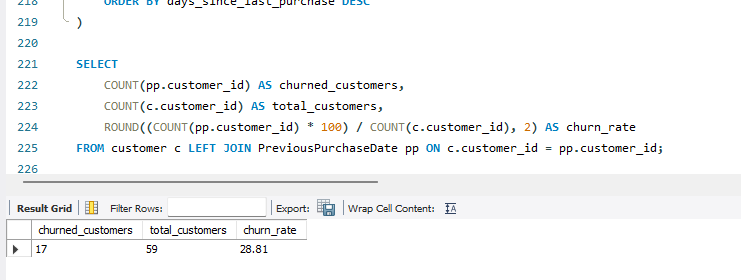 218 ORDER BY days_since_last_purchase DESC
219 )
220
221 SELECT
222 COUNT(pp.customer_id) AS churned_customers,
223 COUNT(c.customer_id) AS total_customers,
224 ROUND((COUNT(pp.customer_id) * 100) / COUNT(c.customer_id), 2) AS churn_rate
225 FROM customer c LEFT JOIN PreviousPurchaseDate pp ON c.customer_id = pp.customer_id;
226
Result Grid Filter Rows: Export: Wrap Cell Content: IA
churned_customers total_customers churn_rate
17 59 28.81